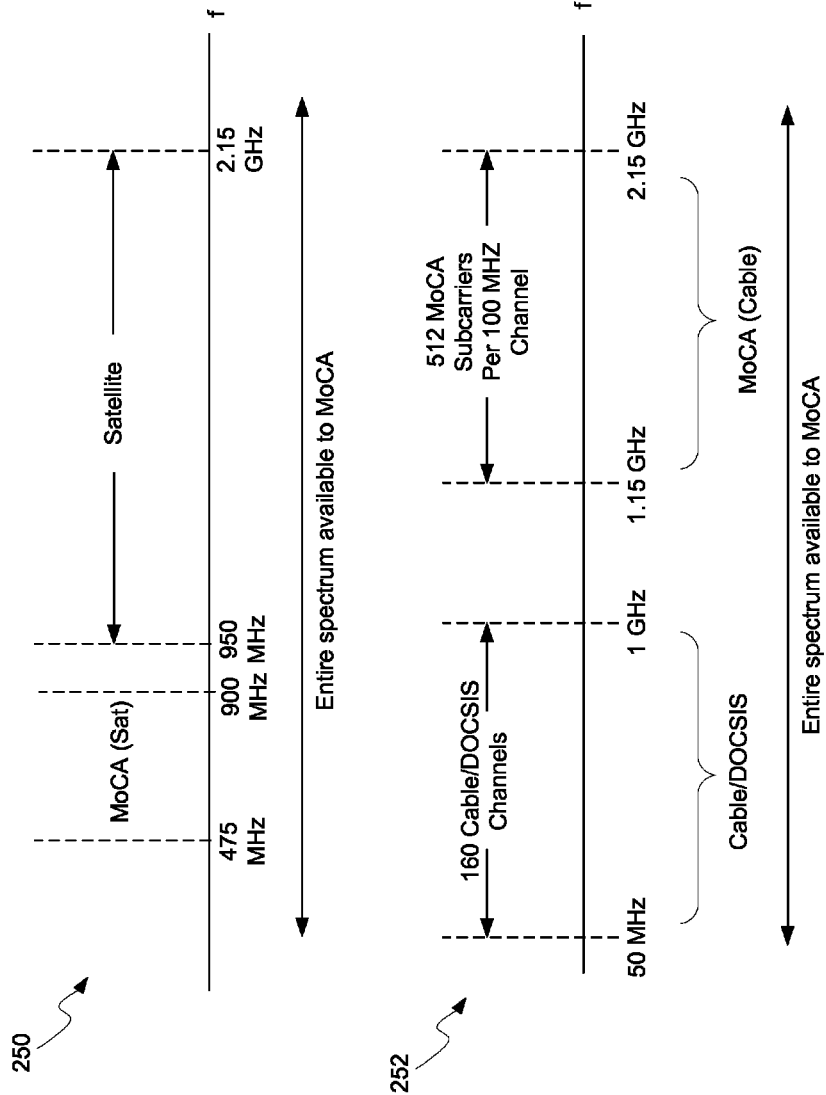 250
Satellite
MoCA (Sat)
475
MHz
900
MHz
950
MHz
2.15
GHz
f
Entire spectrum available to MoCA
252
160 Cable/DOCSIS
Channels
512 MoCA
Subcarriers
Per 100 MHZ
Channel
50 MHz
1 GHz
1.15 GHz
2.15 GHz
f
Cable/DOCSIS
MoCA (Cable)
Entire spectrum available to MoCA